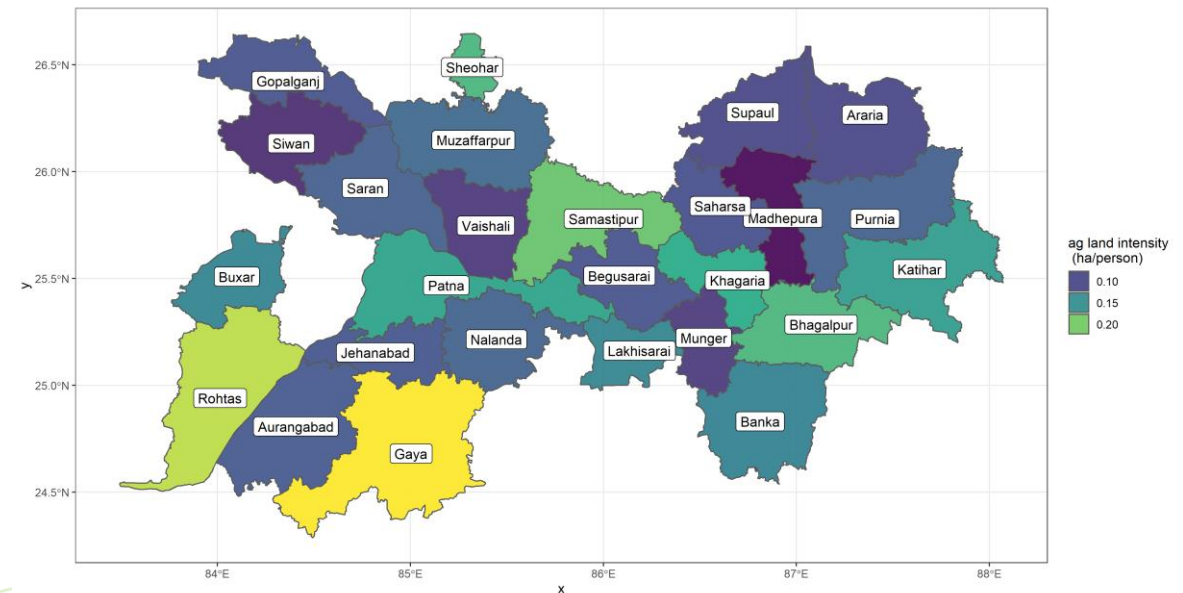 26.5°N
26.0°N
25.5°N
25.0°N
24.5°N
y
Sheohar
Gopalganj
Supaul
Araria
Siwan
Muzaffarpur
Saran
Saharsa
Madhepura
Purnia
Vaishali
Samastipur
Buxar
Patna
Begusarai
Khagaria
Katihar
Bhagalpur
Jehanabad
Nalanda
Lakhisarai
Munger
Rohtas
Aurangabad
Banka
Gaya
84°E
85°E
86°E
87°E
88°E
x
ag land intensity
(ha/person)
0.10
0.15
0.20